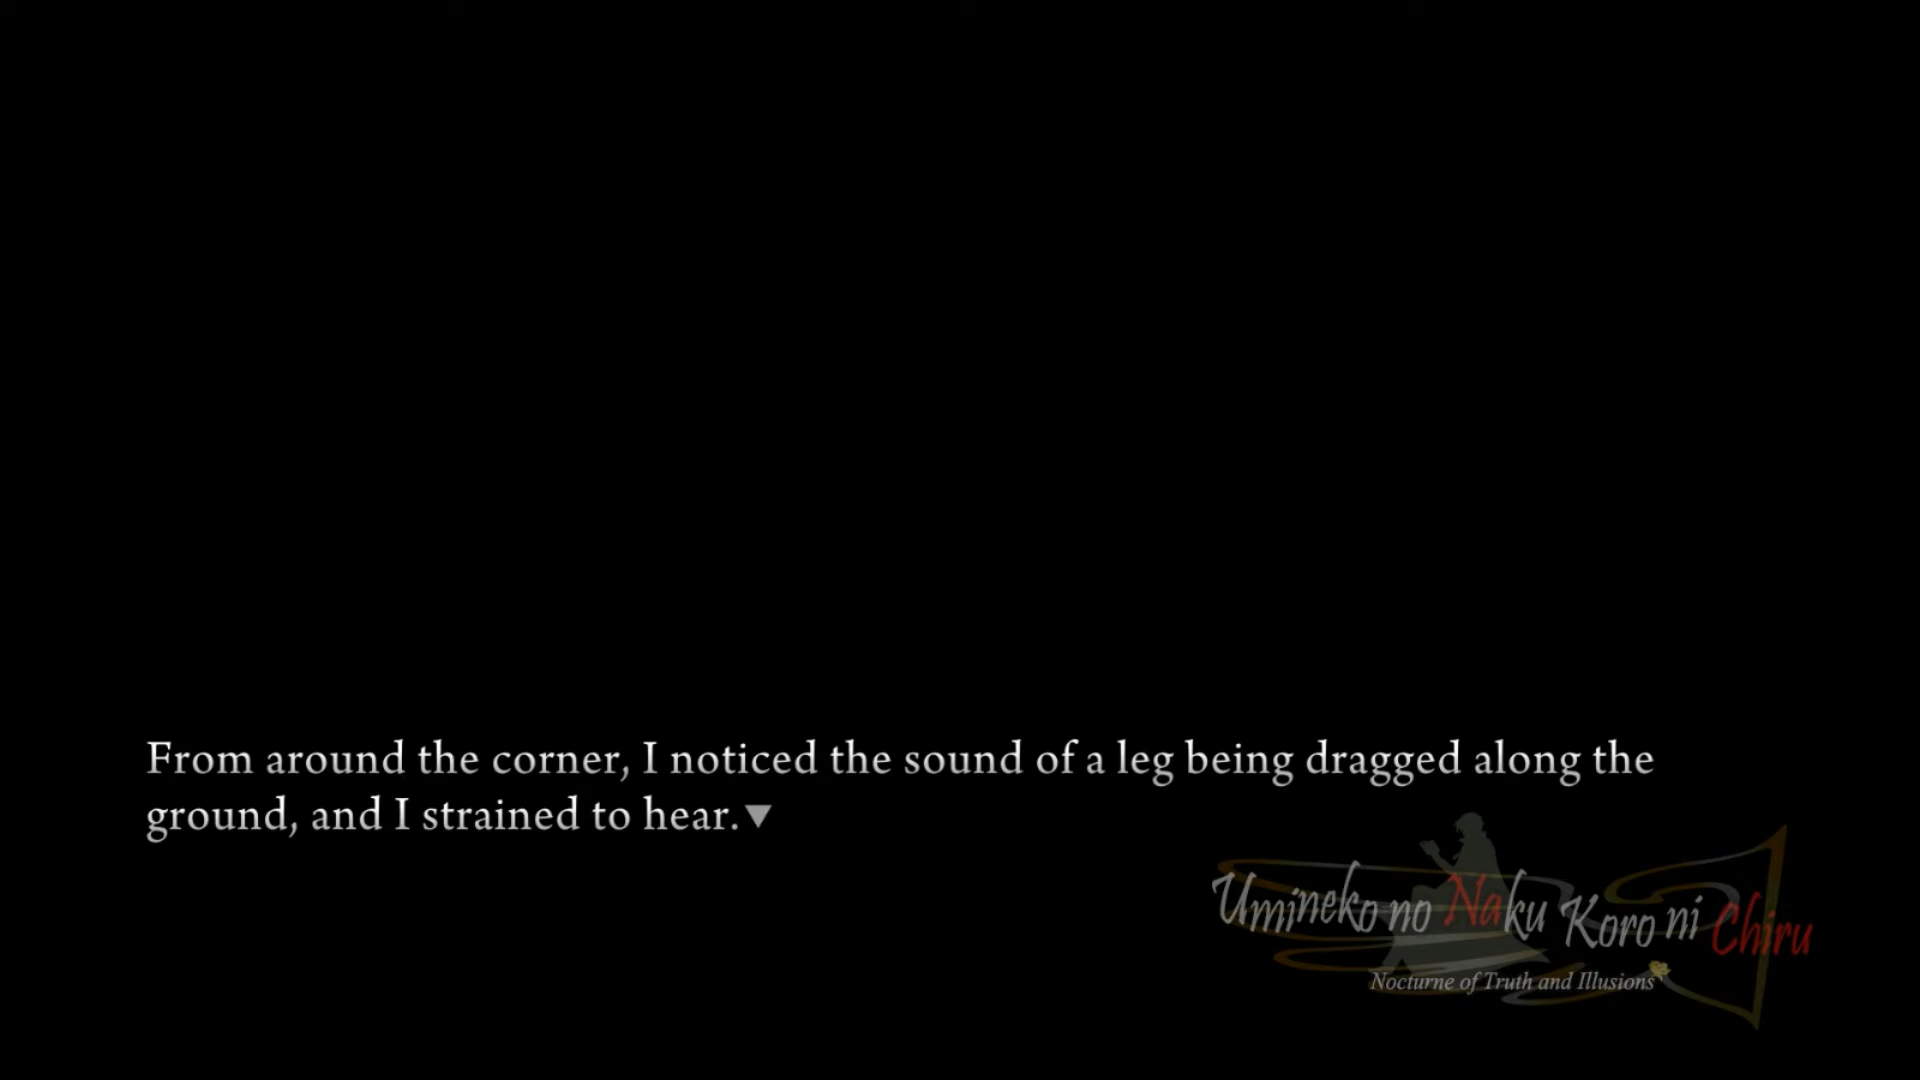 From around the corner, I noticed the sound of a leg being dragged along the
ground, and I strained to hear.
Umineko no Naku Koro ni Chiru
Nocturne of Truth and Illusions